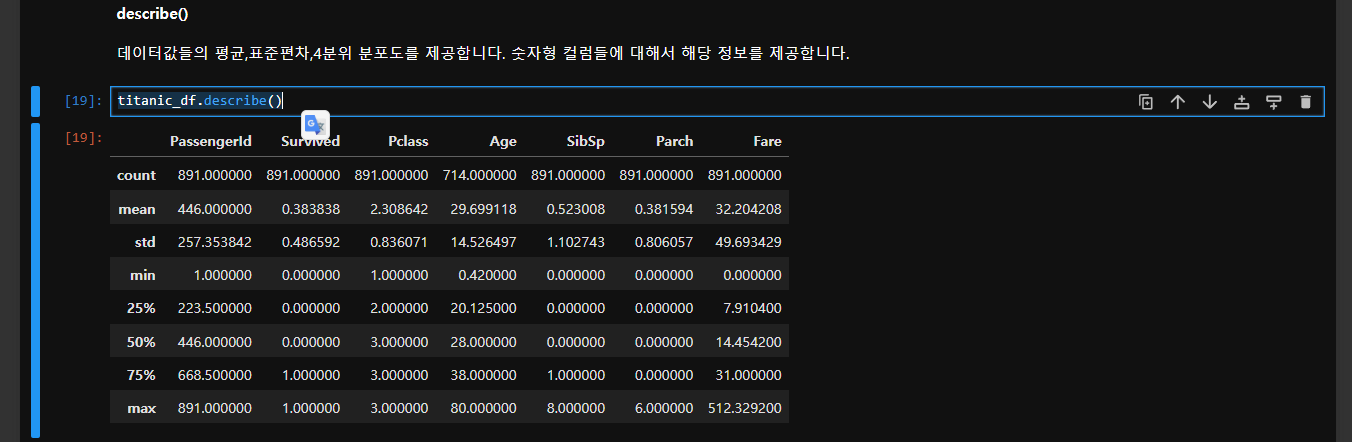 describe()
데이터값들의 평균,표준편차,4분위 분포도를 제공합니다. 숫자형 컬럼들에 대해서 해당 정보를 제공합니다.
[19]: titanic_df.describe()
[19]:
PassengerId Survived Pclass Age SibSp Parch Fare
count 891.000000 891.000000 891.000000 714.000000 891.000000 891.000000 891.000000
mean 446.000000 0.383838 2.308642 29.699118 0.523008 0.381594 32.204208
std 257.353842 0.486592 0.836071 14.526497 1.102743 0.806057 49.693429
min 1.000000 0.000000 1.000000 0.420000 0.000000 0.000000 0.000000
25% 223.500000 0.000000 2.000000 20.125000 0.000000 0.000000 7.910400
50% 446.000000 0.000000 3.000000 28.000000 0.000000 0.000000 14.454200
75% 668.500000 1.000000 3.000000 38.000000 1.000000 0.000000 31.000000
max 891.000000 1.000000 3.000000 80.000000 8.000000 6.000000 512.329200